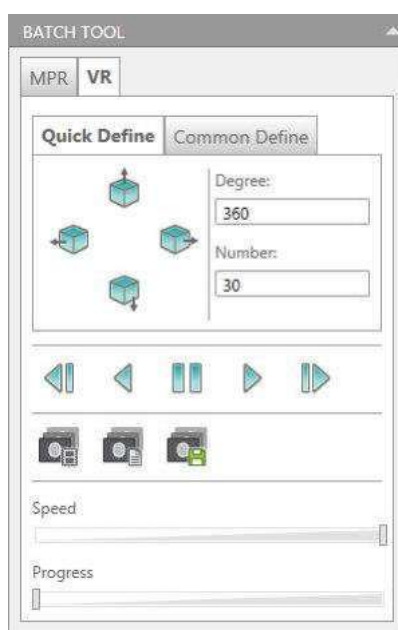 BATCH TOOL
MPR VR
Quick Define Common Define
Degree:
360
Number:
30
Speed
Progress